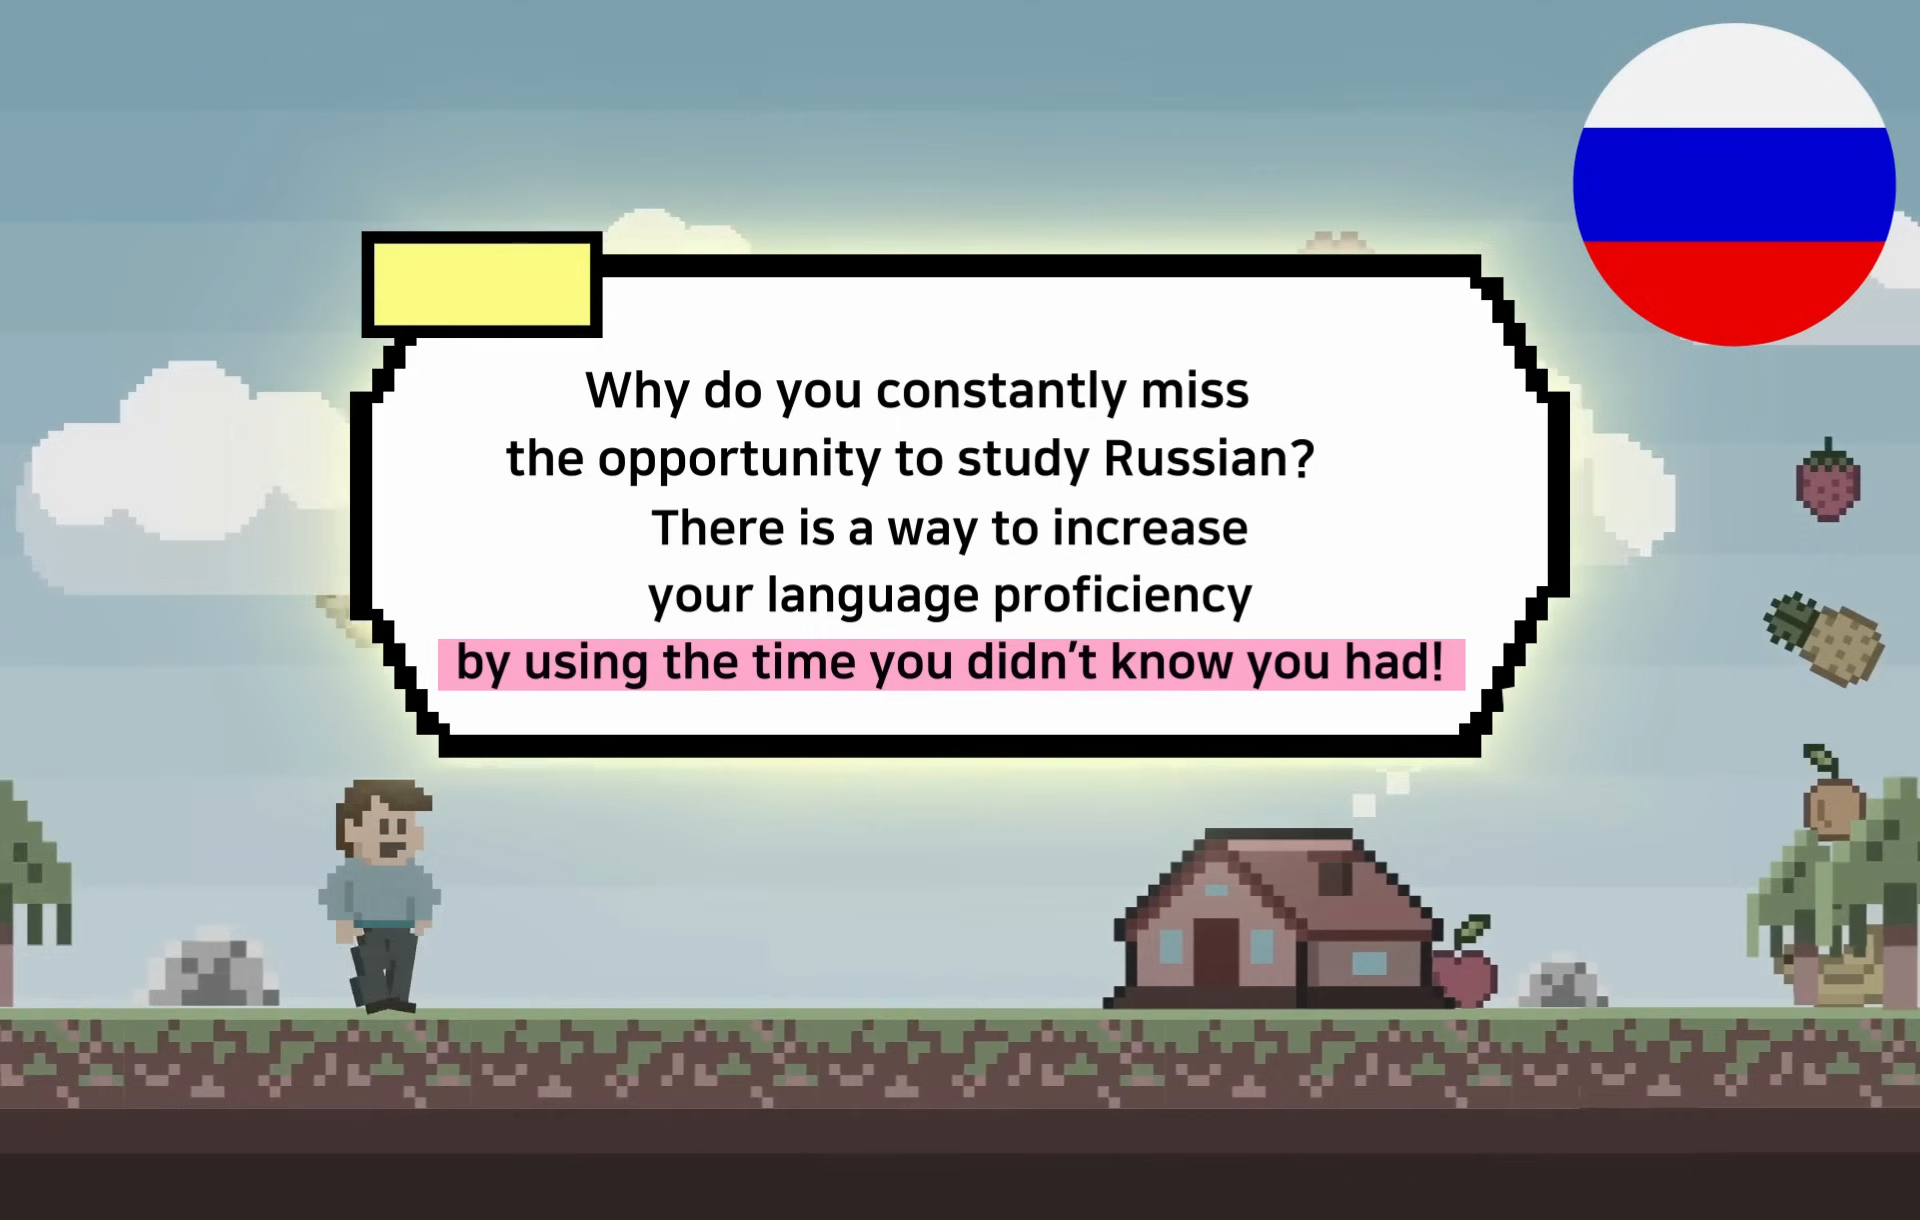 Why do you constantly miss
the opportunity to study Russian?
There is a way to increase
your language proficiency
by using the time you didn't know you had!